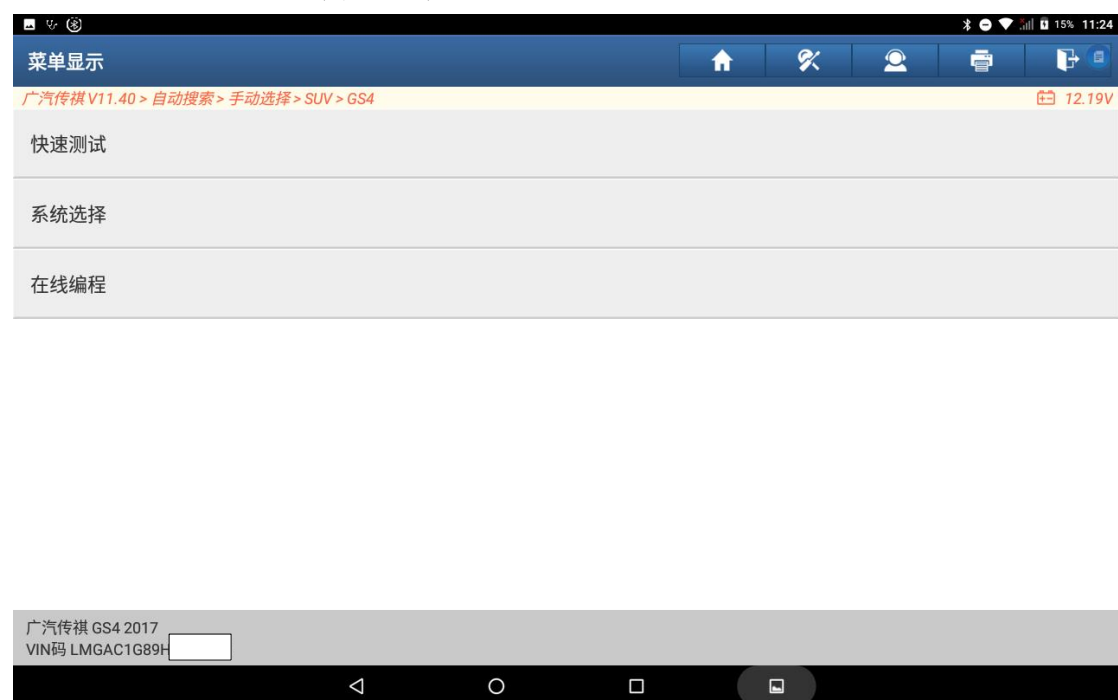 15% 11:24
菜单显示
广汽传祺 V11.40 > 自动搜索 > 手动选择 > SUV > GS4
12.19V
快速测试
系统选择
在线编程
广汽传祺 GS4 2017
VIN码 LMGAC1G89H